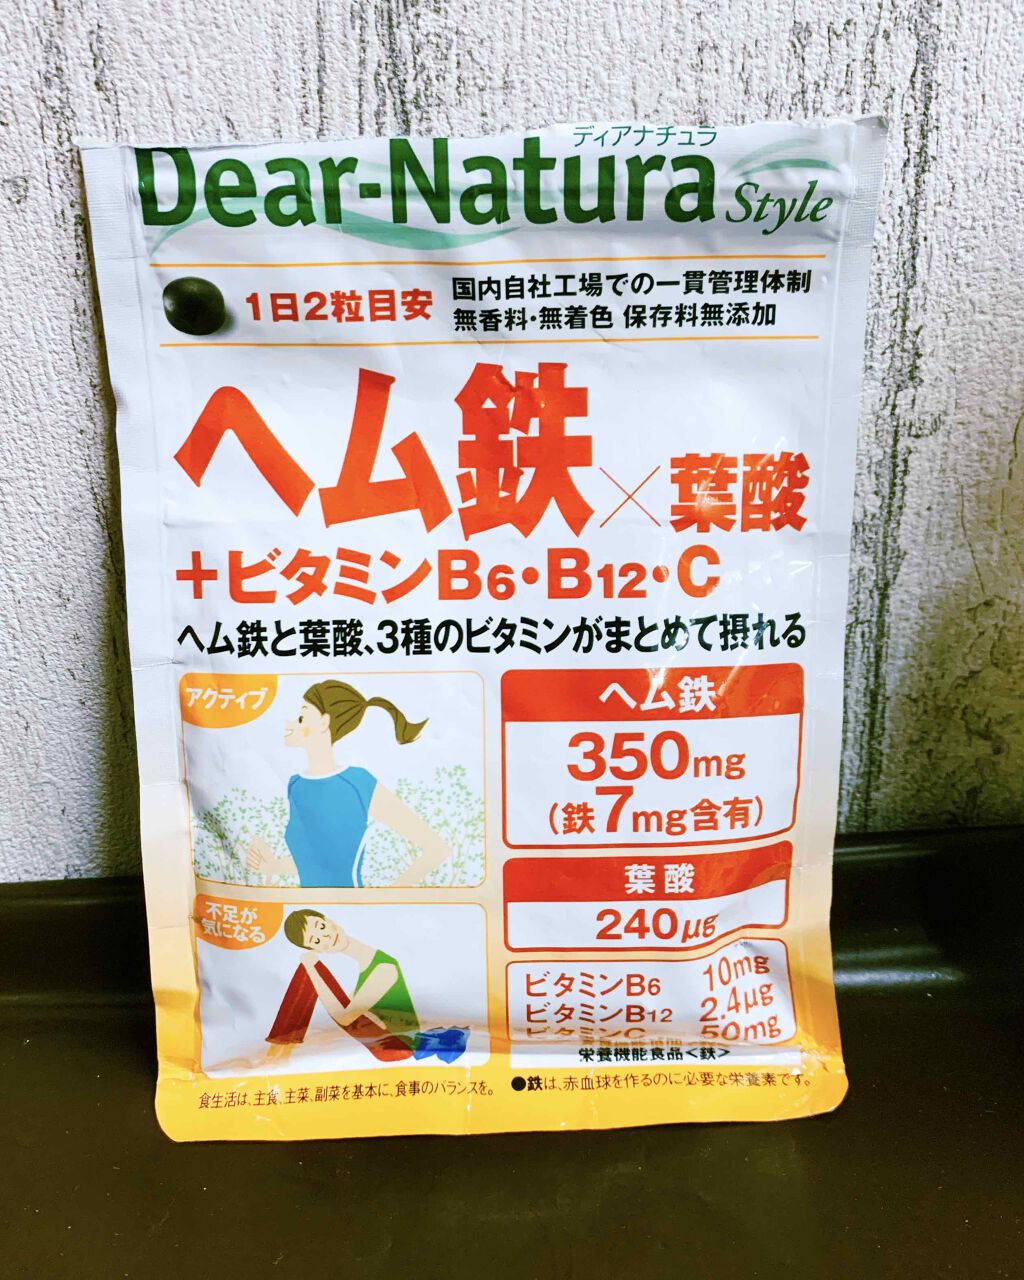 ディアナチュラ
Dear-Natura Style
1日2粒目安
国内自社工場での一貫管理体制
無香料・無着色 保存料無添加
ヘム鉄×葉酸
+ビタミンB6・B12・C
ヘム鉄と葉酸、3種のビタミンがまとめて摂れる
アクティブ
不足が
気になる
ヘム鉄
350mg
(鉄7mg含有)
葉酸
240μg
ビタミンB6 10mg
ビタミンB12 2.4μg
ビタミンC 50mg
栄養機能食品<鉄>
●鉄は、赤血球を作るのに必要な栄養素です。
食生活は、主食、主菜、副菜を基本に、食事のバランスを。